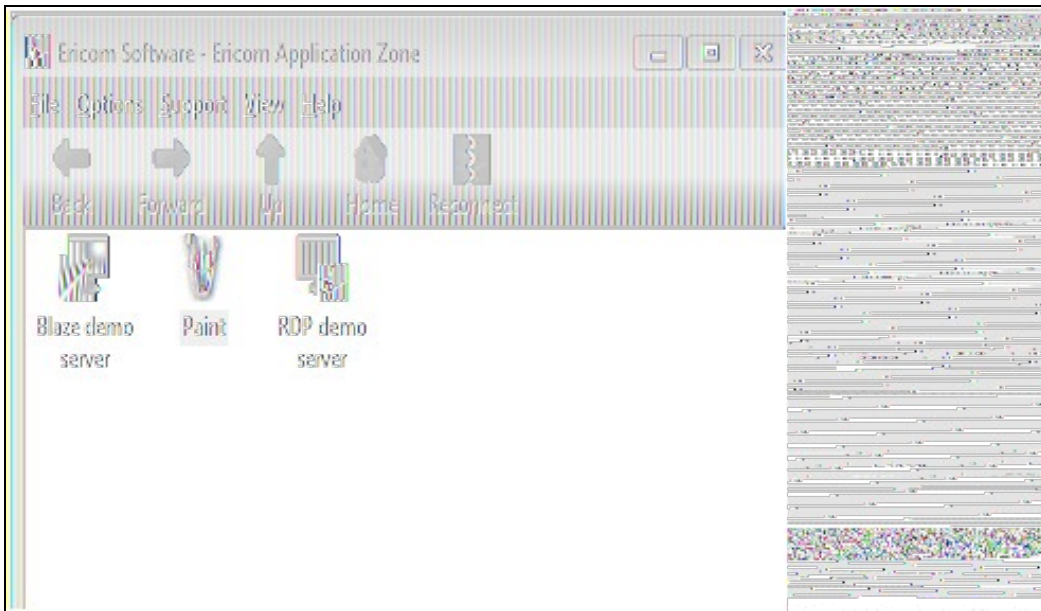 Ericom Software - Ericom Application Zone
File Options Support View Help
Back Forward Up Home Reconnect
Blaze demo server
Paint
RDP demo server